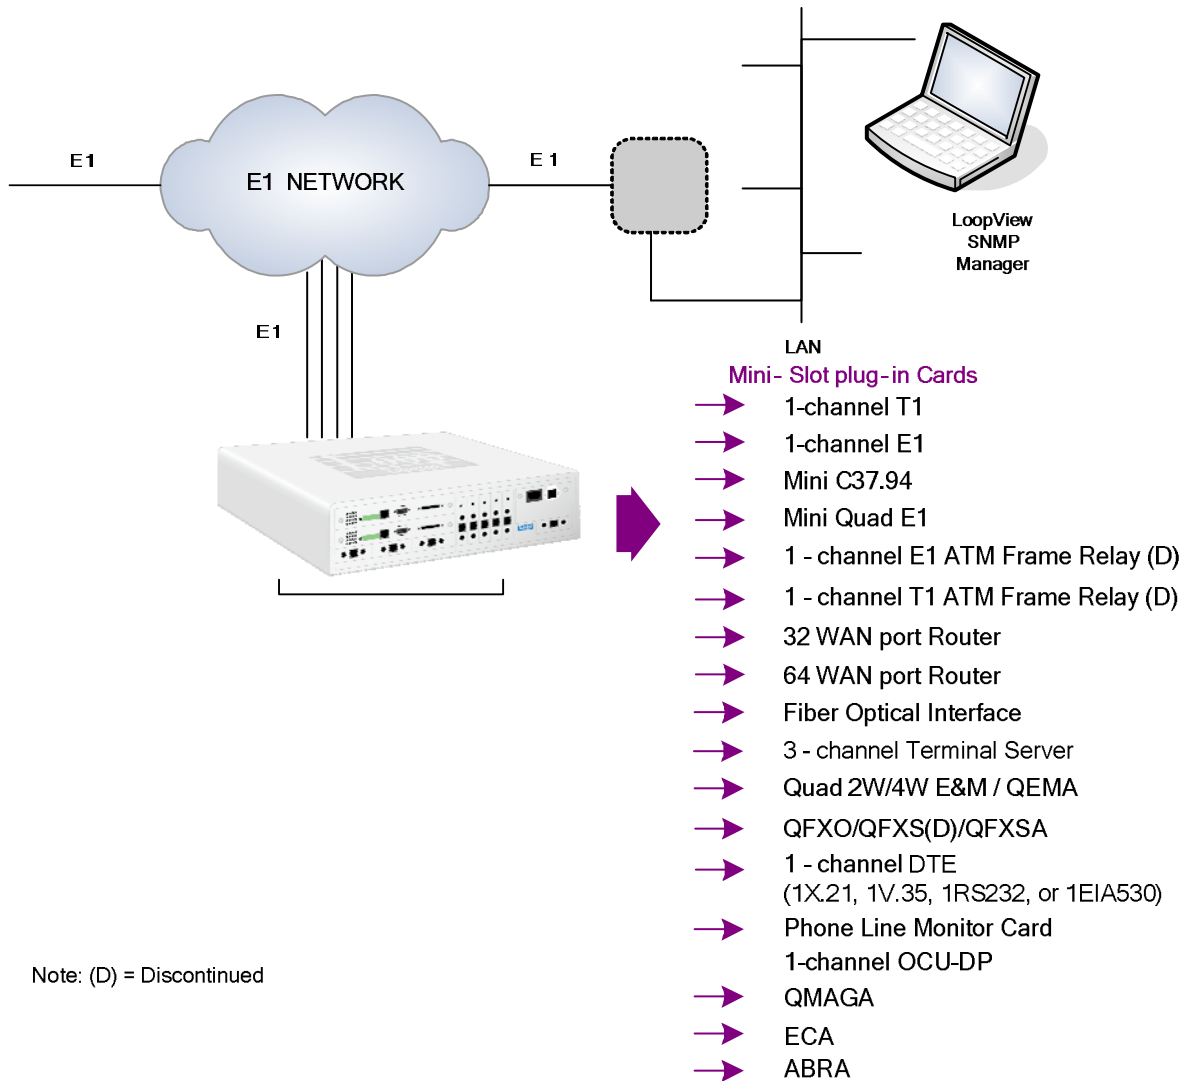 E1
E1 NETWORK
E 1
LoopView
SNMP
Manager
E1
LAN
Mini- Slot plug-in Cards
1-channel T1
1-channel E1
Mini C37.94
Mini Quad E1
1 - channel E1 ATM Frame Relay (D)
1 - channel T1 ATM Frame Relay (D)
32 WAN port Router
64 WAN port Router
Fiber Optical Interface
3 - channel Terminal Server
Quad 2W/4W E&M / QEMA
QFXO/QFXS(D)/QFXSA
1 - channel DTE
(1X.21, 1V.35, 1RS232, or 1EIA530)
Phone Line Monitor Card
1-channel OCU-DP
QMAGA
ECA
ABRA
Note: (D) = Discontinued